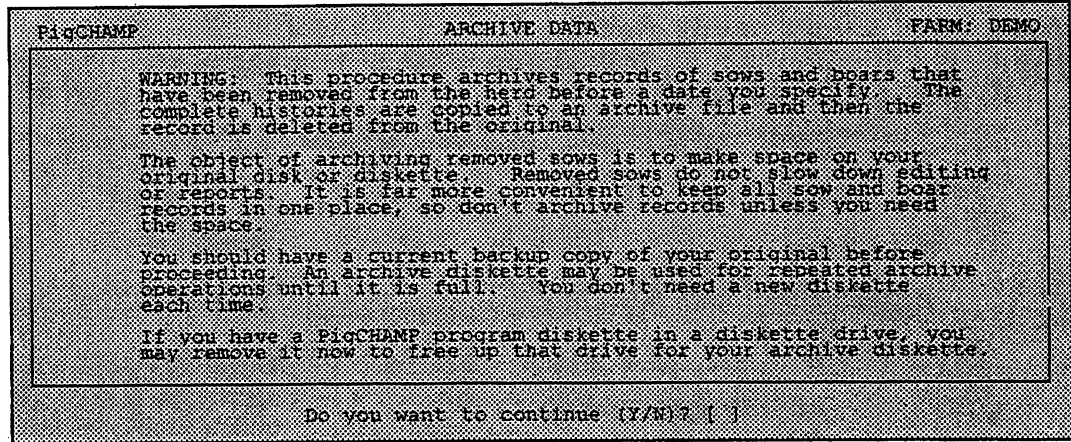 PigCHAMP ARCHIVE DATA FARM: DEMO
WARNING: This procedure archives records of sows and boars that
have been removed from the herd before a date you specify. The
complete histories are copied to an archive file and then the
record is deleted from the original.
The object of archiving removed sows is to make space on your
original disk or diskette. Removed sows do not slow down editing
or reports. It is far more convenient to keep all sow and boar
records in one place, so don't archive records unless you need
the space.
You should have a current backup copy of your original before
proceeding. An archive diskette may be used for repeated archive
operations until it is full. You don't need a new diskette
each time.
If you have a PigCHAMP program diskette in a diskette drive, you
may remove it now to free up that drive for your archive diskette.
Do you want to continue (Y/N)? [ ]